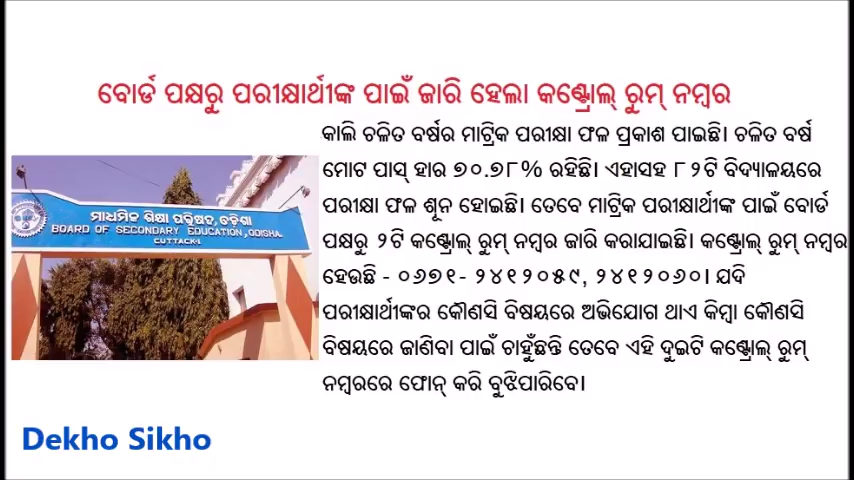 ବୋର୍ଡ ପକ୍ଷରୁ ପରୀକ୍ଷାର୍ଥୀଙ୍କ ପାଇଁ ଜାରି ହେଲା କଣ୍ଟ୍ରୋଲ୍ ରୁମ୍ ନମ୍ବର
କାଲି ଚଳିତ ବର୍ଷର ମାଟ୍ରିକ ପରୀକ୍ଷା ଫଳ ପ୍ରକାଶ ପାଇଛି। ଚଳିତ ବର୍ଷ
ମୋଟ ପାସ୍ ହାର ୭୦.୭୮% ରହିଛି। ଏହାସହ ୮୨ଟି ବିଦ୍ୟାଳୟରେ
ପରୀକ୍ଷା ଫଳ ଶୂନ ହୋଇଛି। ତେବେ ମାଟ୍ରିକ ପରୀକ୍ଷାର୍ଥୀଙ୍କ ପାଇଁ ବୋର୍ଡ
ପକ୍ଷରୁ ୨ଟି କଣ୍ଟ୍ରୋଲ୍ ରୁମ୍ ନମ୍ବର ଜାରି କରାଯାଇଛି। କଣ୍ଟ୍ରୋଲ୍ ରୁମ୍ ନମ୍ବର
ହେଉଛି - ୦୬୭୧- ୨୪୧୨୦୫୯, ୨୪୧୨୦୬୦। ଯଦି
ପରୀକ୍ଷାର୍ଥୀଙ୍କର କୌଣସି ବିଷୟରେ ଅଭିଯୋଗ ଥାଏ କିମ୍ବା କୌଣସି
ବିଷୟରେ ଜାଣିବା ପାଇଁ ଚାହୁଁଛନ୍ତି ତେବେ ଏହି ଦୁଇଟି କଣ୍ଟ୍ରୋଲ୍ ରୁମ୍
ନମ୍ବରରେ ଫୋନ୍ କରି ବୁଝିପାରିବେ।
ମାଧ୍ୟମିକ ଶିକ୍ଷା ପରିଷଦ, ଓଡ଼ିଶା
BOARD OF SECONDARY EDUCATION, ODISHA
CUTTACK-1
Dekho Sikho